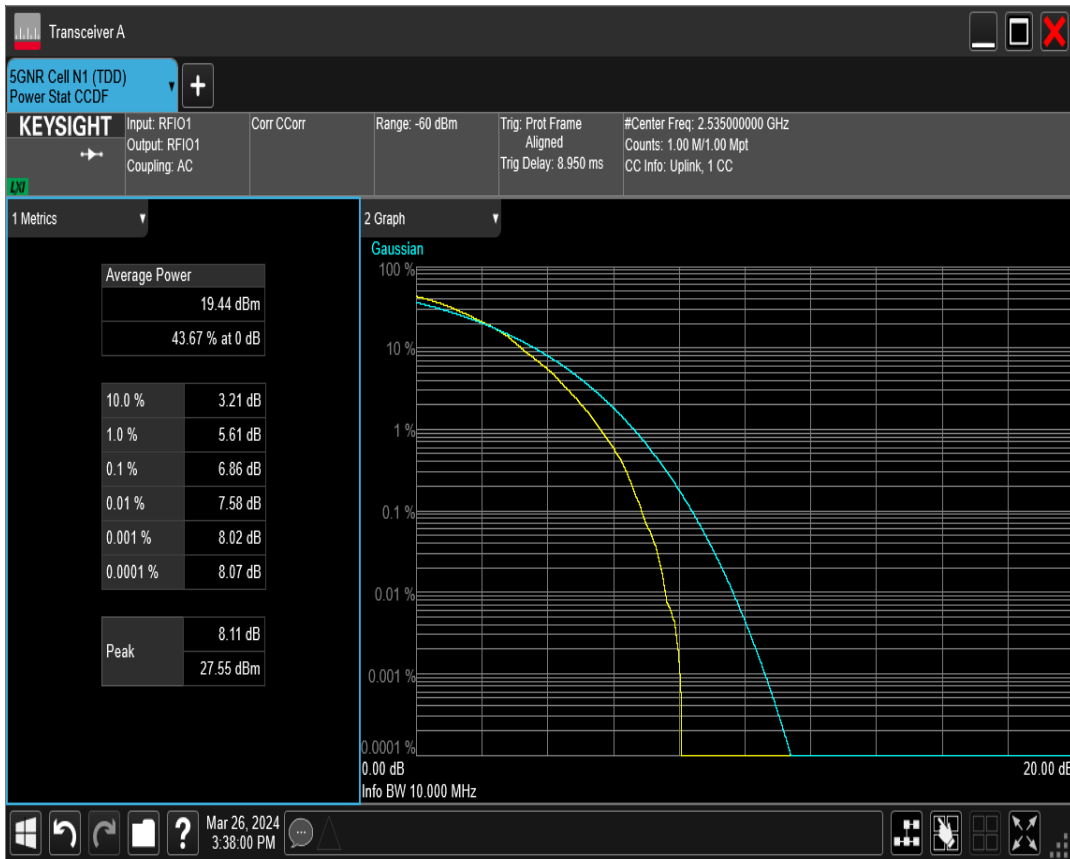 Transceiver A
5GNR Cell N1 (TDD)
Power Stat CCDF
+
KEYSIGHT
LXI
Input: RFIO1
Output: RFIO1
Coupling: AC
Corr CCorr
Range: -60 dBm
Trig: Prot Frame
Aligned
Trig Delay: 8.950 ms
#Center Freq: 2.535000000 GHz
Counts: 1.00 M/1.00 Mpt
CC Info: Uplink, 1 CC
1 Metrics
Average Power
19.44 dBm
43.67 % at 0 dB
10.0 % 3.21 dB
1.0 % 5.61 dB
0.1 % 6.86 dB
0.01 % 7.58 dB
0.001 % 8.02 dB
0.0001 % 8.07 dB
Peak 8.11 dB
27.55 dBm
2 Graph
Gaussian
100 %
10 %
1 %
0.1 %
0.01 %
0.001 %
0.0001 %
0.00 dB 20.00 dB
Info BW 10.000 MHz
?
Mar 26, 2024
3:38:00 PM